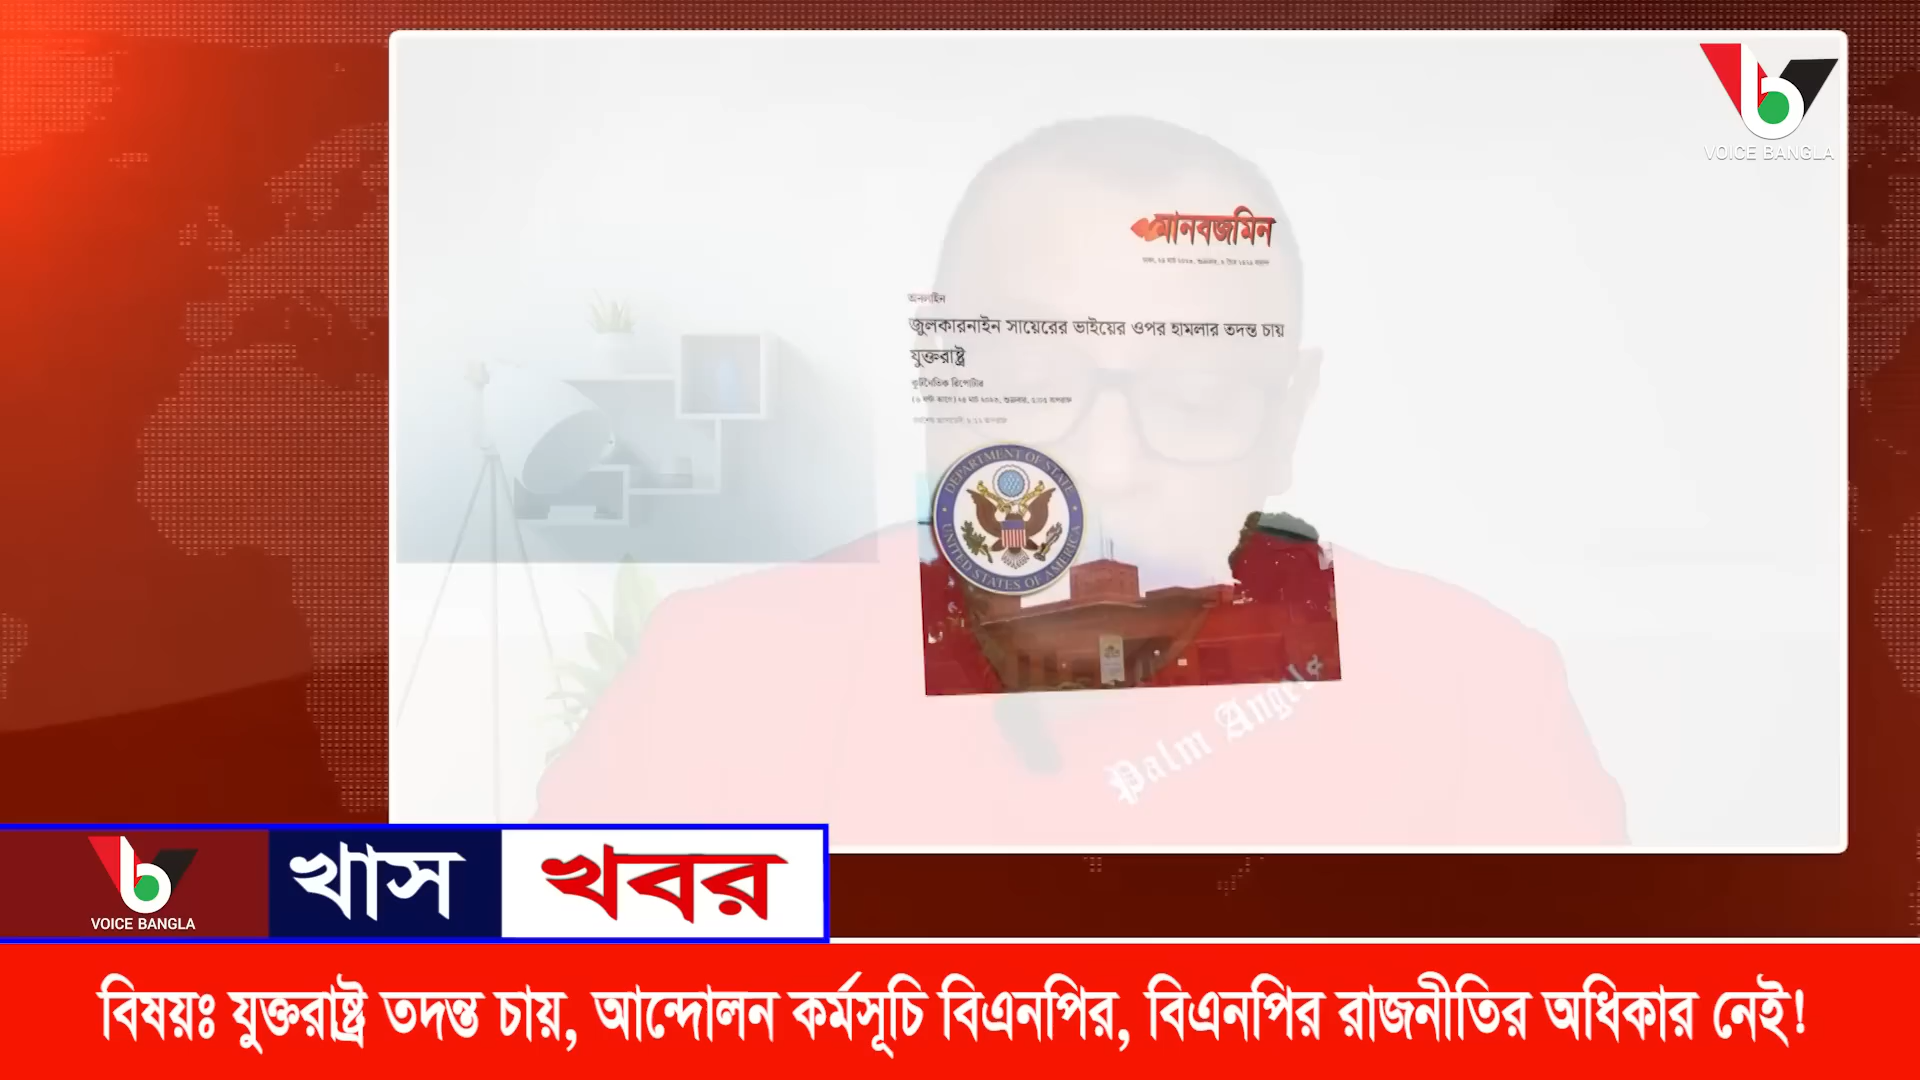 VOICE BANGLA
মানবজমিন
অনলাইন
জুলকারনাইন সায়েরের ভাইয়ের ওপর হামলার তদন্ত চায়
যুক্তরাষ্ট্র
কূটনৈতিক রিপোর্টার
DEPARTMENT OF STATE
UNITED STATES OF AMERICA
Palm Angels
VOICE BANGLA
খাস খবর
বিষয়ঃ যুক্তরাষ্ট্র তদন্ত চায়, আন্দোলন কর্মসূচি বিএনপির, বিএনপির রাজনীতির অধিকার নেই!